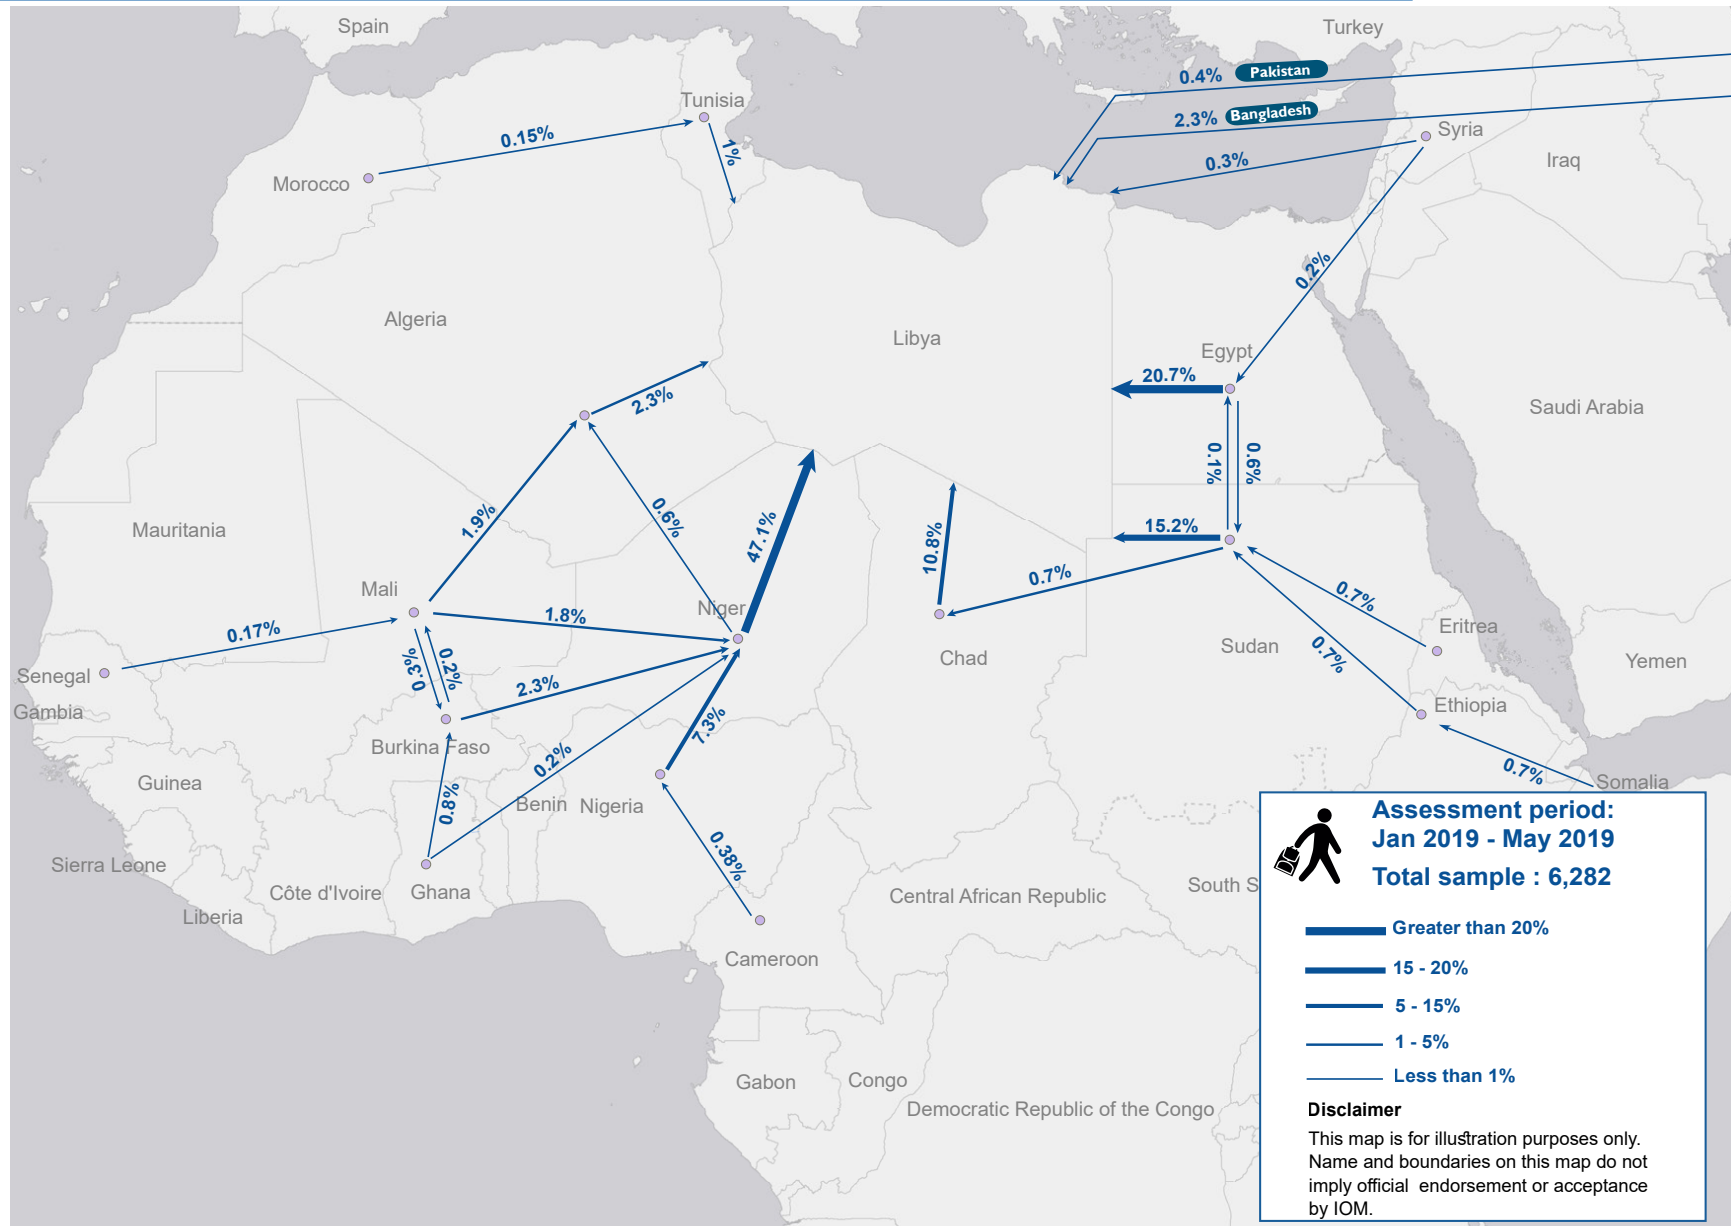 Spain
Turkey
0.4%
Pakistan
Tunisia
2.3%
Bangladesh
Syria
0.15%
1%
0.3%
Iraq
Morocco
0.2%
Algeria
Libya
Egypt
20.7%
2.3%
Saudi Arabia
0.1%
0.6%
1.9%
0.6%
47.1%
15.2%
Mauritania
10.8%
0.7%
Mali
0.7%
Niger
1.8%
0.17%
Eritrea
Sudan
0.7%
Chad
Yemen
Senegal
0.3%
0.2%
2.3%
Gambia
Ethiopia
7.3%
Burkina Faso
0.2%
0.7%
Somalia
Guinea
0.8%
Benin
Nigeria
0.38%
Sierra Leone
Côte d'Ivoire
Ghana
Central African Republic
South S
Liberia
Cameroon
Gabon
Congo
Democratic Republic of the Congo
Assessment period:
Jan 2019 - May 2019
Total sample : 6,282
Greater than 20%
15 - 20%
5 - 15%
1 - 5%
Less than 1%
Disclaimer
This map is for illustration purposes only.
Name and boundaries on this map do not
imply official endorsement or acceptance
by IOM.